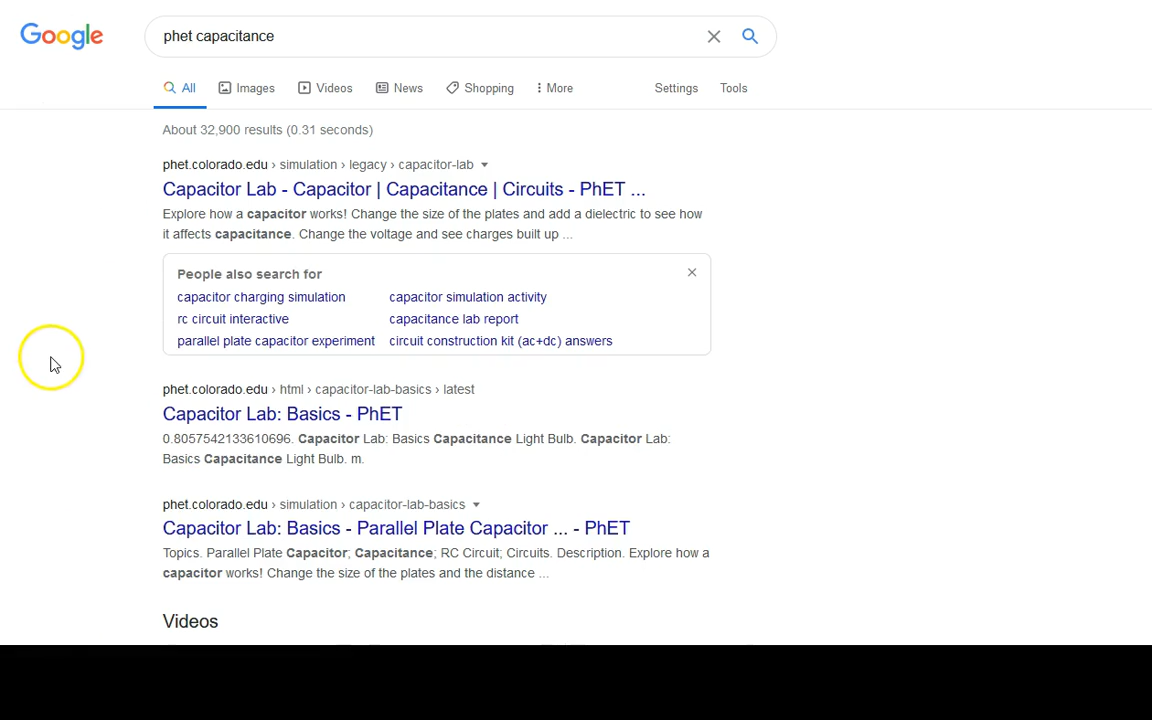 Google
phet capacitance
All Images Videos News Shopping More Settings Tools
About 32,900 results (0.31 seconds)
phet.colorado.edu › simulation › legacy › capacitor-lab
Capacitor Lab - Capacitor | Capacitance | Circuits - PhET ...
Explore how a capacitor works! Change the size of the plates and add a dielectric to see how
it affects capacitance. Change the voltage and see charges built up ...
People also search for
capacitor charging simulation capacitor simulation activity
rc circuit interactive capacitance lab report
parallel plate capacitor experiment circuit construction kit (ac+dc) answers
phet.colorado.edu › html › capacitor-lab-basics › latest
Capacitor Lab: Basics - PhET
0.8057542133610696. Capacitor Lab: Basics Capacitance Light Bulb. Capacitor Lab:
Basics Capacitance Light Bulb. m.
phet.colorado.edu › simulation › capacitor-lab-basics
Capacitor Lab: Basics - Parallel Plate Capacitor ... - PhET
Topics. Parallel Plate Capacitor; Capacitance; RC Circuit; Circuits. Description. Explore how a
capacitor works! Change the size of the plates and the distance ...
Videos